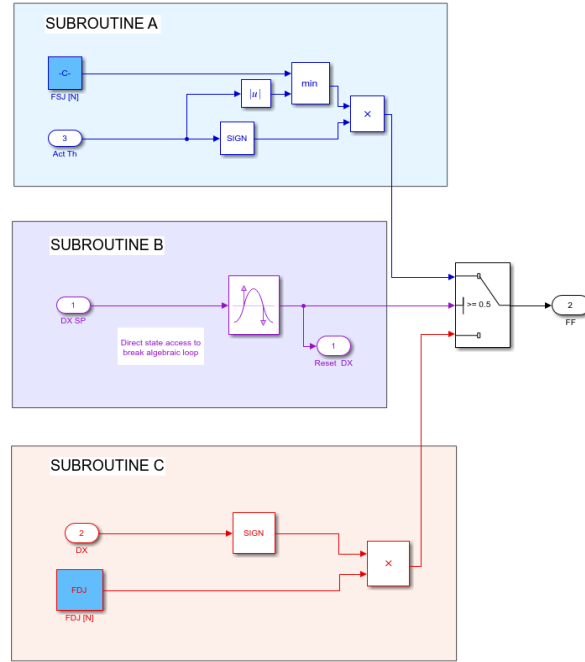 SUBROUTINE A
-C-
FSJ [N]
|u|
min
×
3
Act Th
SIGN
SUBROUTINE B
1
DX SP
Direct state access to
break algebraic loop
1
Reset DX
>= 0.5
2
FF
SUBROUTINE C
2
DX
SIGN
×
FDJ
FDJ [N]